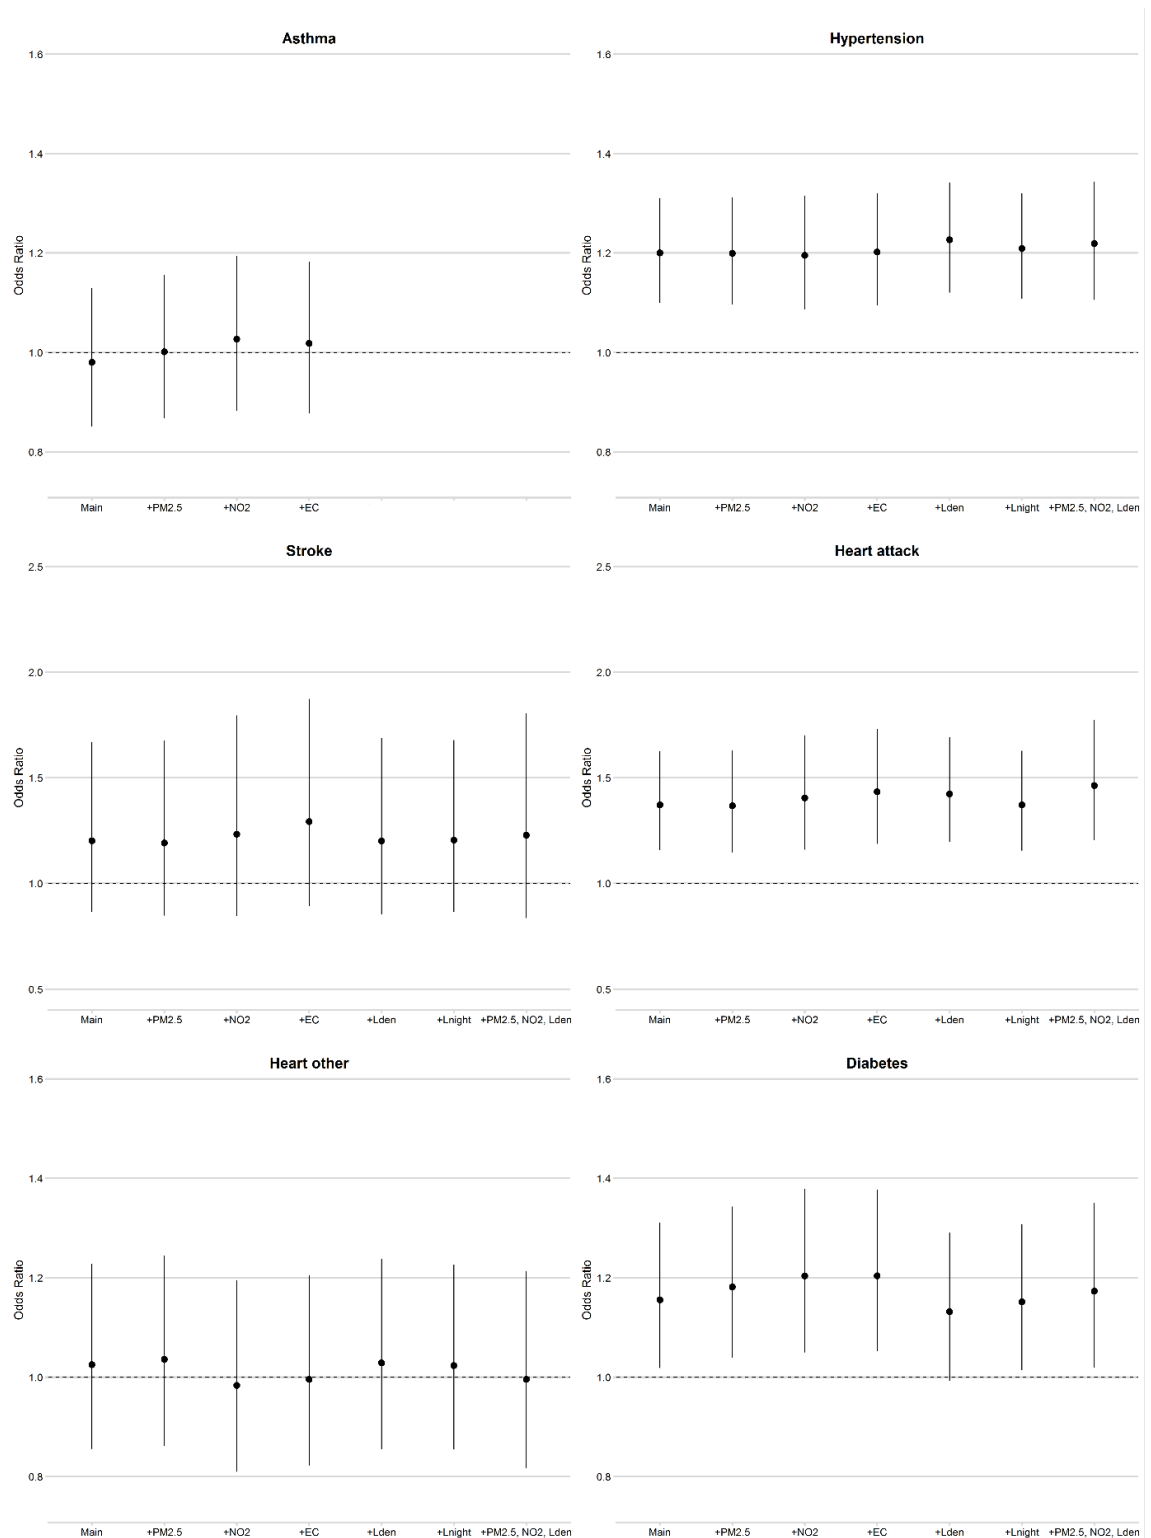 Asthma
1.6
1.4
1.2
1.0
0.8
Odds Ratio
Main +PM2.5 +NO2 +EC
Hypertension
1.6
1.4
1.2
1.0
0.8
Odds Ratio
Main +PM2.5 +NO2 +EC +Lden +Lnight +PM2.5, NO2, Lden
Stroke
2.5
2.0
1.5
1.0
0.5
Odds Ratio
Main +PM2.5 +NO2 +EC +Lden +Lnight +PM2.5, NO2, Lden
Heart attack
2.5
2.0
1.5
1.0
0.5
Odds Ratio
Main +PM2.5 +NO2 +EC +Lden +Lnight +PM2.5, NO2, Lden
Heart other
1.6
1.4
1.2
1.0
0.8
Odds Ratio
Main +PM2.5 +NO2 +EC +Lden +Lnight +PM2.5, NO2, Lden
Diabetes
1.6
1.4
1.2
1.0
0.8
Odds Ratio
Main +PM2.5 +NO2 +EC +Lden +Lnight +PM2.5, NO2, Lden